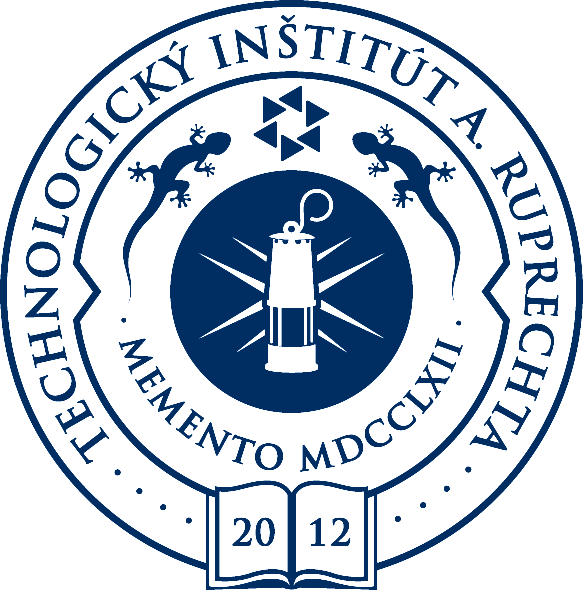 TECHNOLOGICKÝ INŠTITÚT A. RUPRECHTA
· MEMENTO MDCCLXII ·
20 12